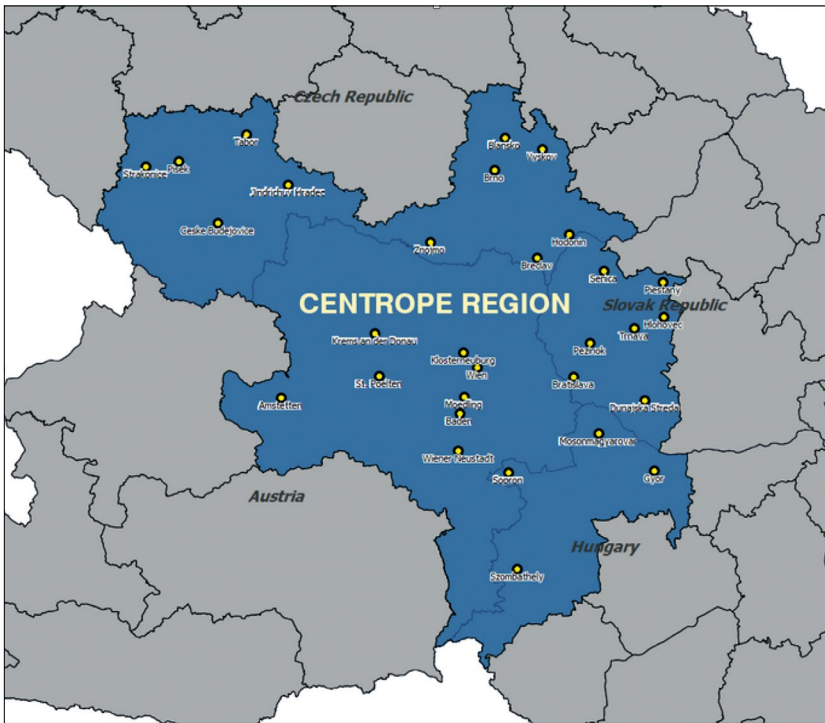 Czech Republic
Tabor
Blansko
Vyskov
Strakonice
Pisek
Brno
Jindrichuv Hradec
Ceske Budejovice
Znojmo
Hodonin
Breclav
Senica
Piestany
CENTROPE REGION
Slovak Republic
Hlohovec
Trnava
Krems an der Donau
Pezinok
Klosterneuburg
Wien
St. Poelten
Bratislava
Amstetten
Moedling
Dunajska Streda
Baden
Mosonmagyarovar
Wiener Neustadt
Sopron
Gyor
Austria
Hungary
Szombathely